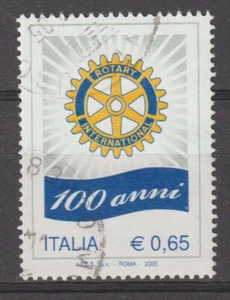 ROTARY
INTERNATIONAL
100 anni
ITALIA € 0,65
ROMA - 2005